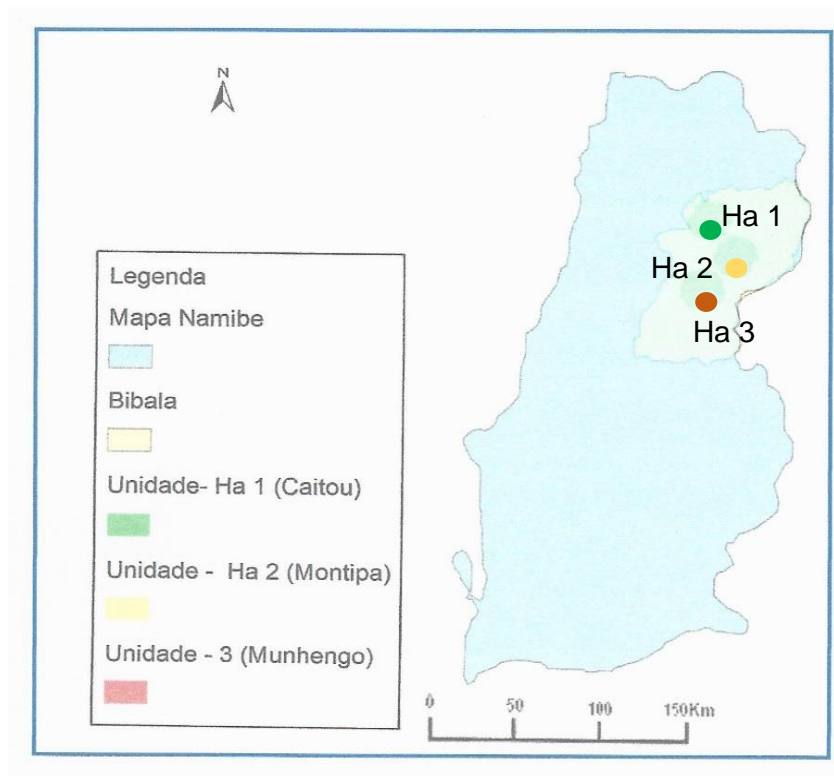 N
Ha 1
Ha 2
Ha 3
Legenda
Mapa Namibe
Bibala
Unidade- Ha 1 (Caitou)
Unidade - Ha 2 (Montipa)
Unidade - 3 (Munhengo)
0 50 100 150Km